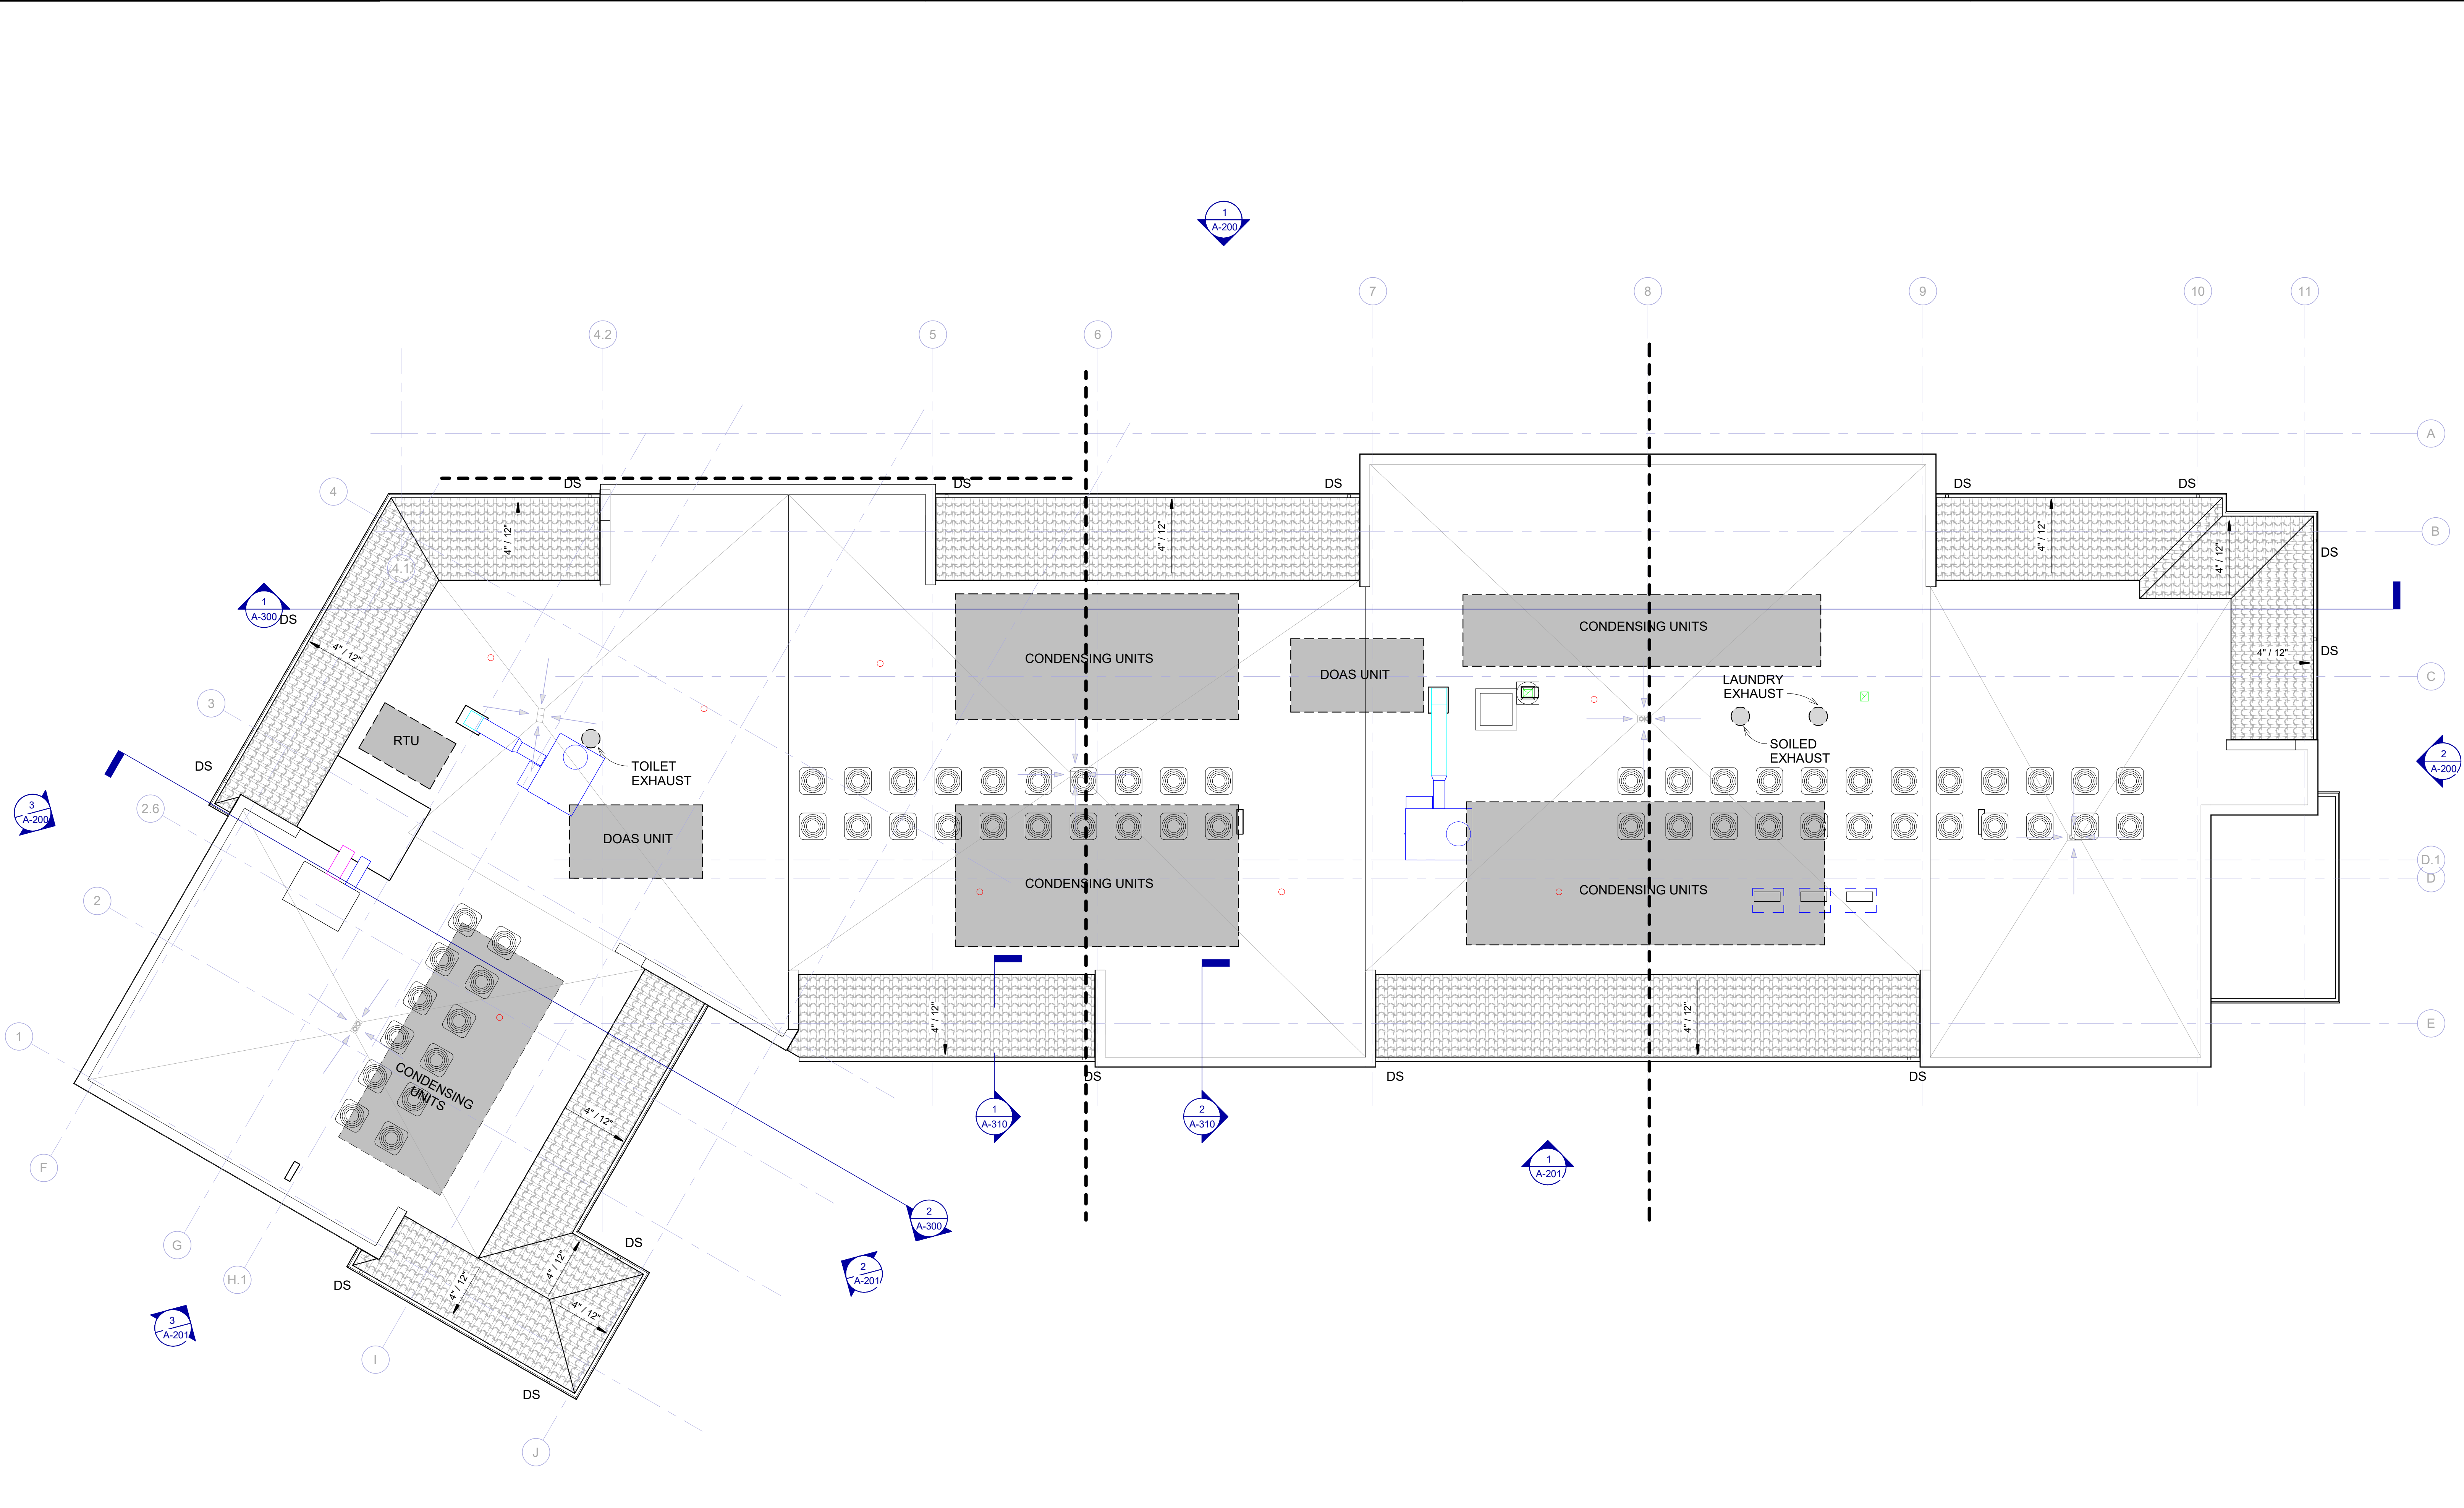 1
A-200
7
8
9
10
11
4.2
5
6
A
DS
DS
DS
DS
DS
4
4" / 12"
4" / 12"
4" / 12"
4" / 12"
B
DS
4.1
1
A-300
DS
CONDENSING UNITS
CONDENSING UNITS
4" / 12"
4" / 12"
DS
DOAS UNIT
C
LAUNDRY
EXHAUST
3
RTU
SOILED
EXHAUST
TOILET
EXHAUST
DS
2
A-200
2.6
3
A-200
DOAS UNIT
D.1
D
CONDENSING UNITS
CONDENSING UNITS
2
4" / 12"
4" / 12"
E
1
DS
DS
DS
CONDENSING
UNITS
4" / 12"
1
A-310
2
A-310
1
A-201
F
2
A-300
G
DS
4" / 12"
H.1
DS
4" / 12"
2
A-201
4" / 12"
3
A-201
I
DS
J